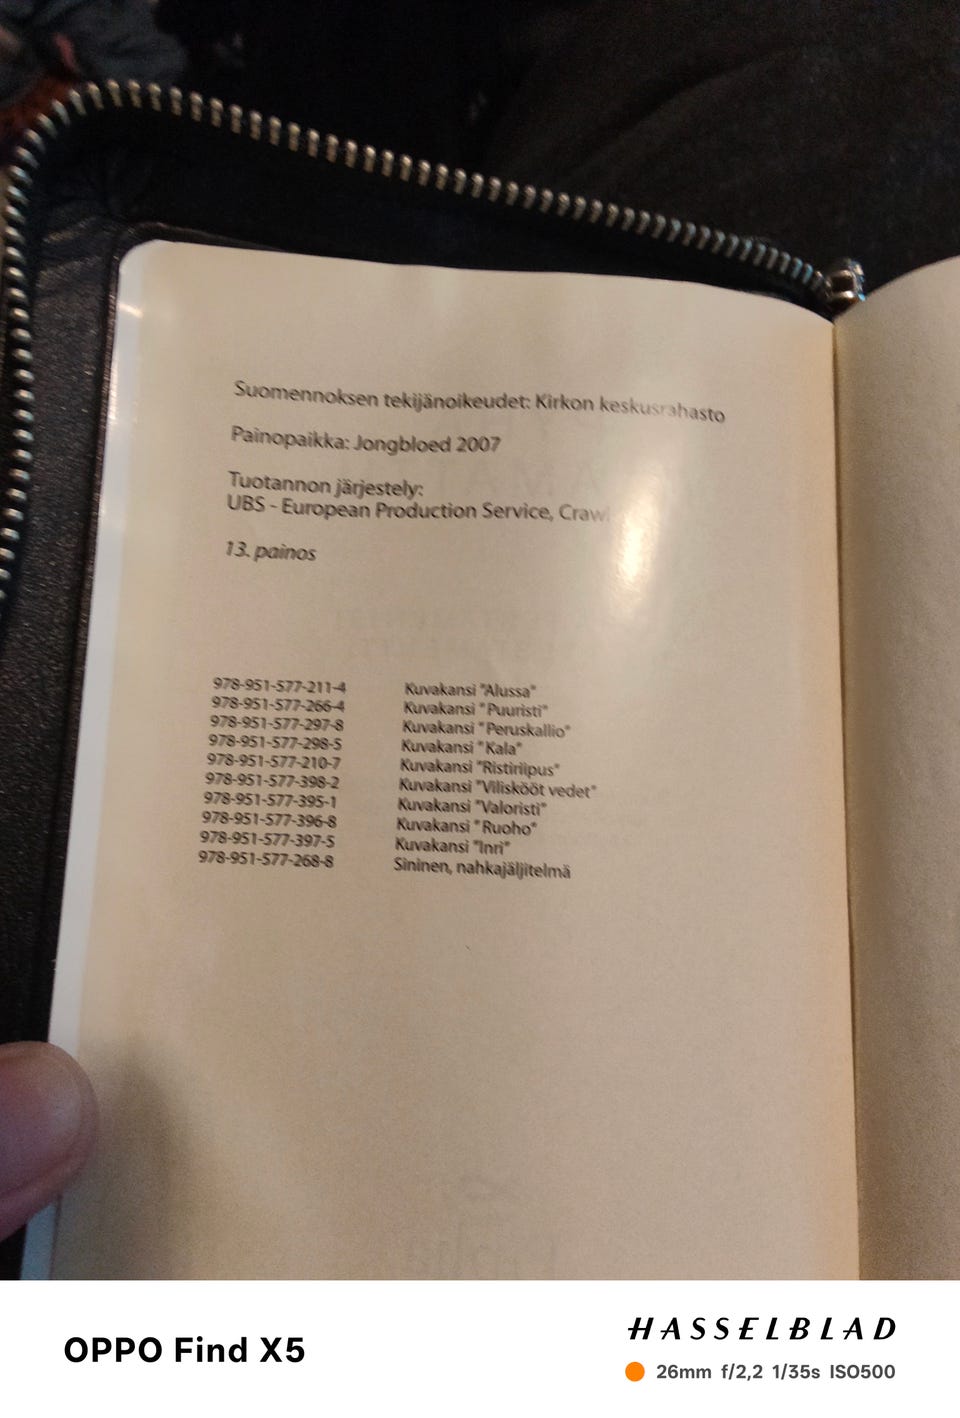 Suomennoksen tekijänoikeudet: Kirkon keskusrahasto
Painopaikka: Jongbloed 2007
Tuotannon järjestely:
UBS - European Production Service,
13. painos
978-951-577-211-4 Kuvakansi "Alussa"
978-951-577-266-4 Kuvakansi "Puuristi"
978-951-577-297-8 Kuvakansi "Peruskallio"
978-951-577-298-5 Kuvakansi "Kala"
978-951-577-210-7 Kuvakansi "Ristiriipus"
978-951-577-398-2 Kuvakansi "Viliskööt vedet"
978-951-577-395-1 Kuvakansi "Valoristi"
978-951-577-396-8 Kuvakansi "Ruoho"
978-951-577-397-5 Kuvakansi "Inri"
978-951-577-268-8 Sininen, nahkajäljitelmä
OPPO Find X5
HASSELBLAD
26mm f/2,2 1/35s ISO500